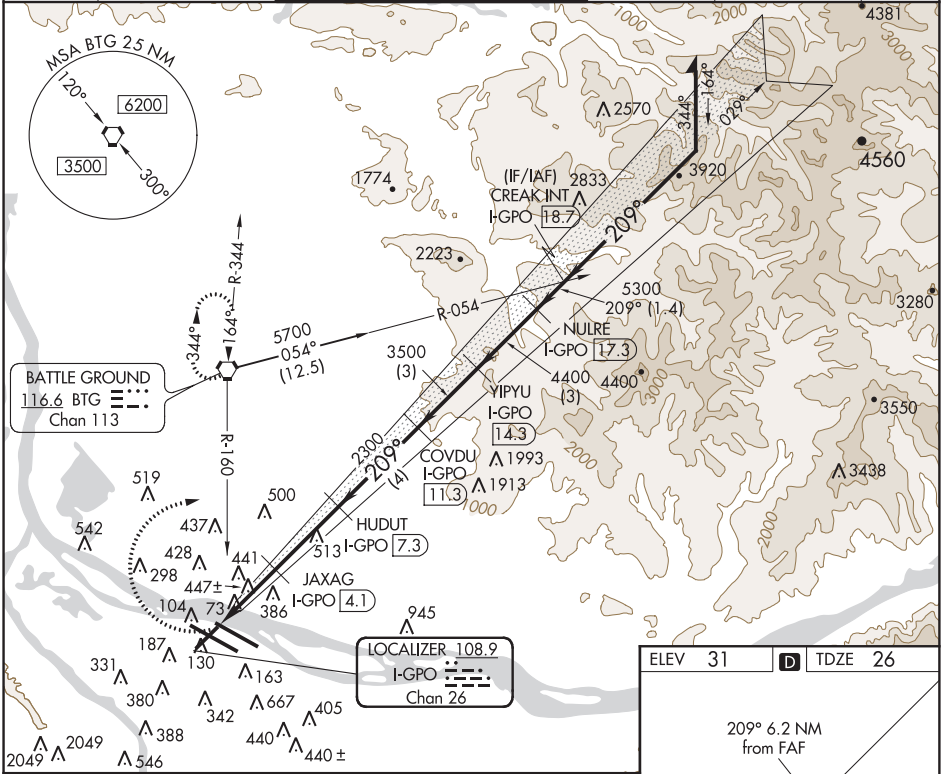 MSA BTG 25 NM
120°
6200
3500
300°
1000
4381
3000
2570
344°
164°
029°
4560
1774
(IF/IAF)
CREAK INT
I-GPO 18.7
2833
3920
209°
2223
R-344
R-054
5300
209° (1.4)
3280
344°
164°
5700
054°
(12.5)
NULRE
I-GPO 17.3
3500
(3)
4400
(3)
4400
3000
BATTLE GROUND
116.6 BTG
Chan 113
YIPYU
I-GPO
14.3
3550
2000
R-160
2300
209°
(4)
COVDU
I-GPO
11.3
1993
1913
1000
2000
3438
2000
519
500
437
542
HUDUT
I-GPO 7.3
513
428
441
298
447±
JAXAG
I-GPO 4.1
104
73
386
945
187
130
LOCALIZER 108.9
I-GPO
Chan 26
331
163
380
342
667
405
388
440
440 ±
2049
2049
546
ELEV 31
D
TDZE 26
209° 6.2 NM
from FAF